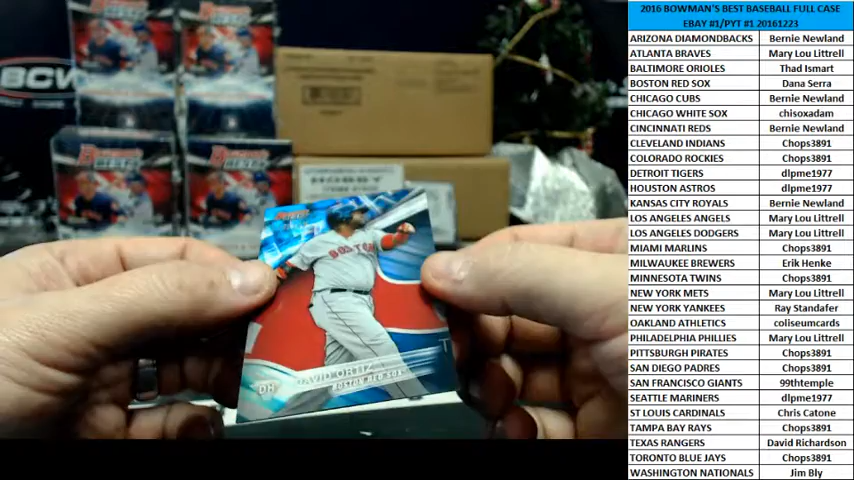 2016 BOWMAN'S BEST BASEBALL FULL CASE
EBAY #1/PYT #1 20161223
ARIZONA DIAMONDBACKS Bernie Newland
ATLANTA BRAVES Mary Lou Littrell
BALTIMORE ORIOLES Thad Ismart
BOSTON RED SOX Dana Serra
CHICAGO CUBS Bernie Newland
CHICAGO WHITE SOX chisoxadam
CINCINNATI REDS Bernie Newland
CLEVELAND INDIANS Chops3891
COLORADO ROCKIES Chops3891
DETROIT TIGERS dlpme1977
HOUSTON ASTROS dlpme1977
KANSAS CITY ROYALS Bernie Newland
LOS ANGELES ANGELS Mary Lou Littrell
LOS ANGELES DODGERS Mary Lou Littrell
MIAMI MARLINS Chops3891
MILWAUKEE BREWERS Erik Henke
MINNESOTA TWINS Chops3891
NEW YORK METS Mary Lou Littrell
NEW YORK YANKEES Ray Standafer
OAKLAND ATHLETICS coliseumcards
PHILADELPHIA PHILLIES Mary Lou Littrell
PITTSBURGH PIRATES Chops3891
SAN DIEGO PADRES Chops3891
SAN FRANCISCO GIANTS 99thtemple
SEATTLE MARINERS dlpme1977
ST LOUIS CARDINALS Chris Catone
TAMPA BAY RAYS Chops3891
TEXAS RANGERS David Richardson
TORONTO BLUE JAYS Chops3891
WASHINGTON NATIONALS Jim Bly
BCW
HOBBY
BOSTON
DAVID ORTIZ
BOSTON RED SOX
DH